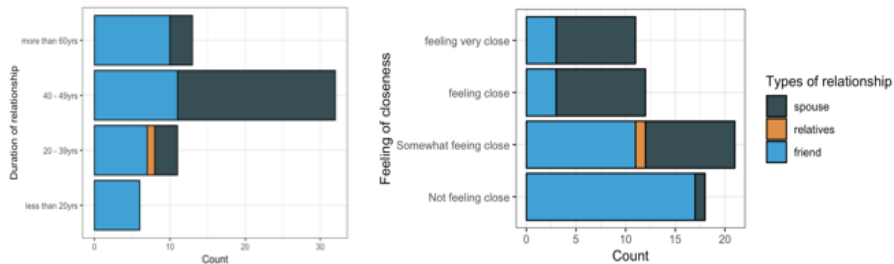 Duration of relationship
more than 60yrs
40 - 49yrs
20 - 39yrs
less than 20yrs
0 10 20 30
Count
Feeling of closeness
feeling very close
feeling close
Somewhat feeing close
Not feeling close
0 5 10 15 20
Count
Types of relationship
spouse
relatives
friend